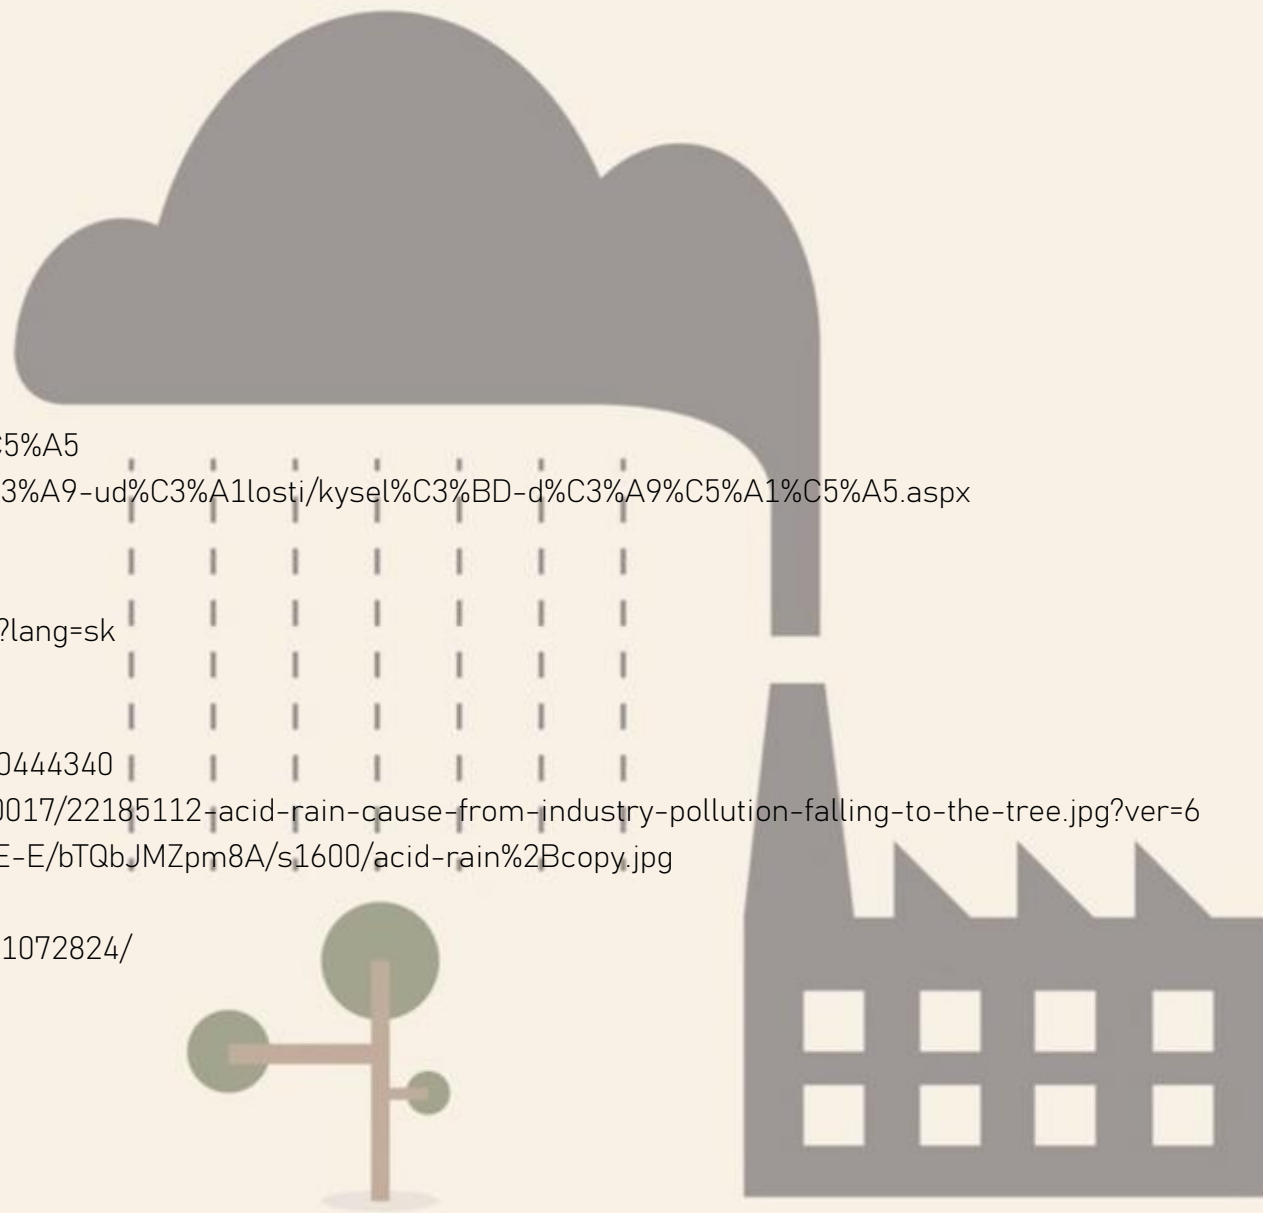 C5%A5
3%A9-ud%C3%A1losti/kysel%C3%BD-d%C3%A9%C5%A1%C5%A5.aspx
?lang=sk
0444340
0017/22185112-acid-rain-cause-from-industry-pollution-falling-to-the-tree.jpg?ver=6
E-E/bTQbJMZpm8A/s1600/acid-rain%2Bcopy.jpg
1072824/